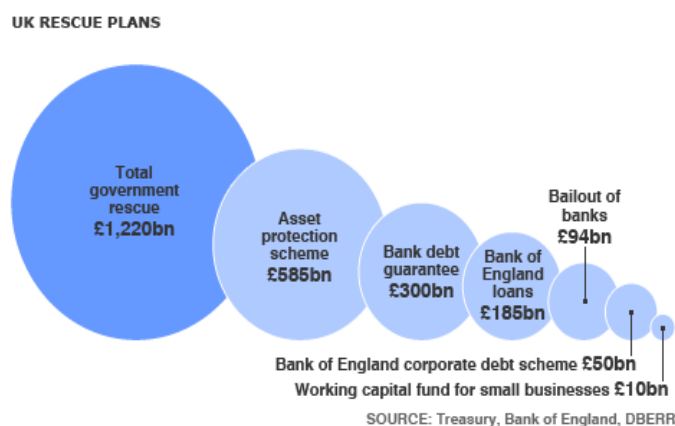 UK RESCUE PLANS
Total
government
rescue
£1,220bn
Asset
protection
scheme
£585bn
Bank debt
guarantee
£300bn
Bank of
England
loans
£185bn
Bailout of
banks
£94bn
Bank of England corporate debt scheme £50bn
Working capital fund for small businesses £10bn
SOURCE: Treasury, Bank of England, DBERR